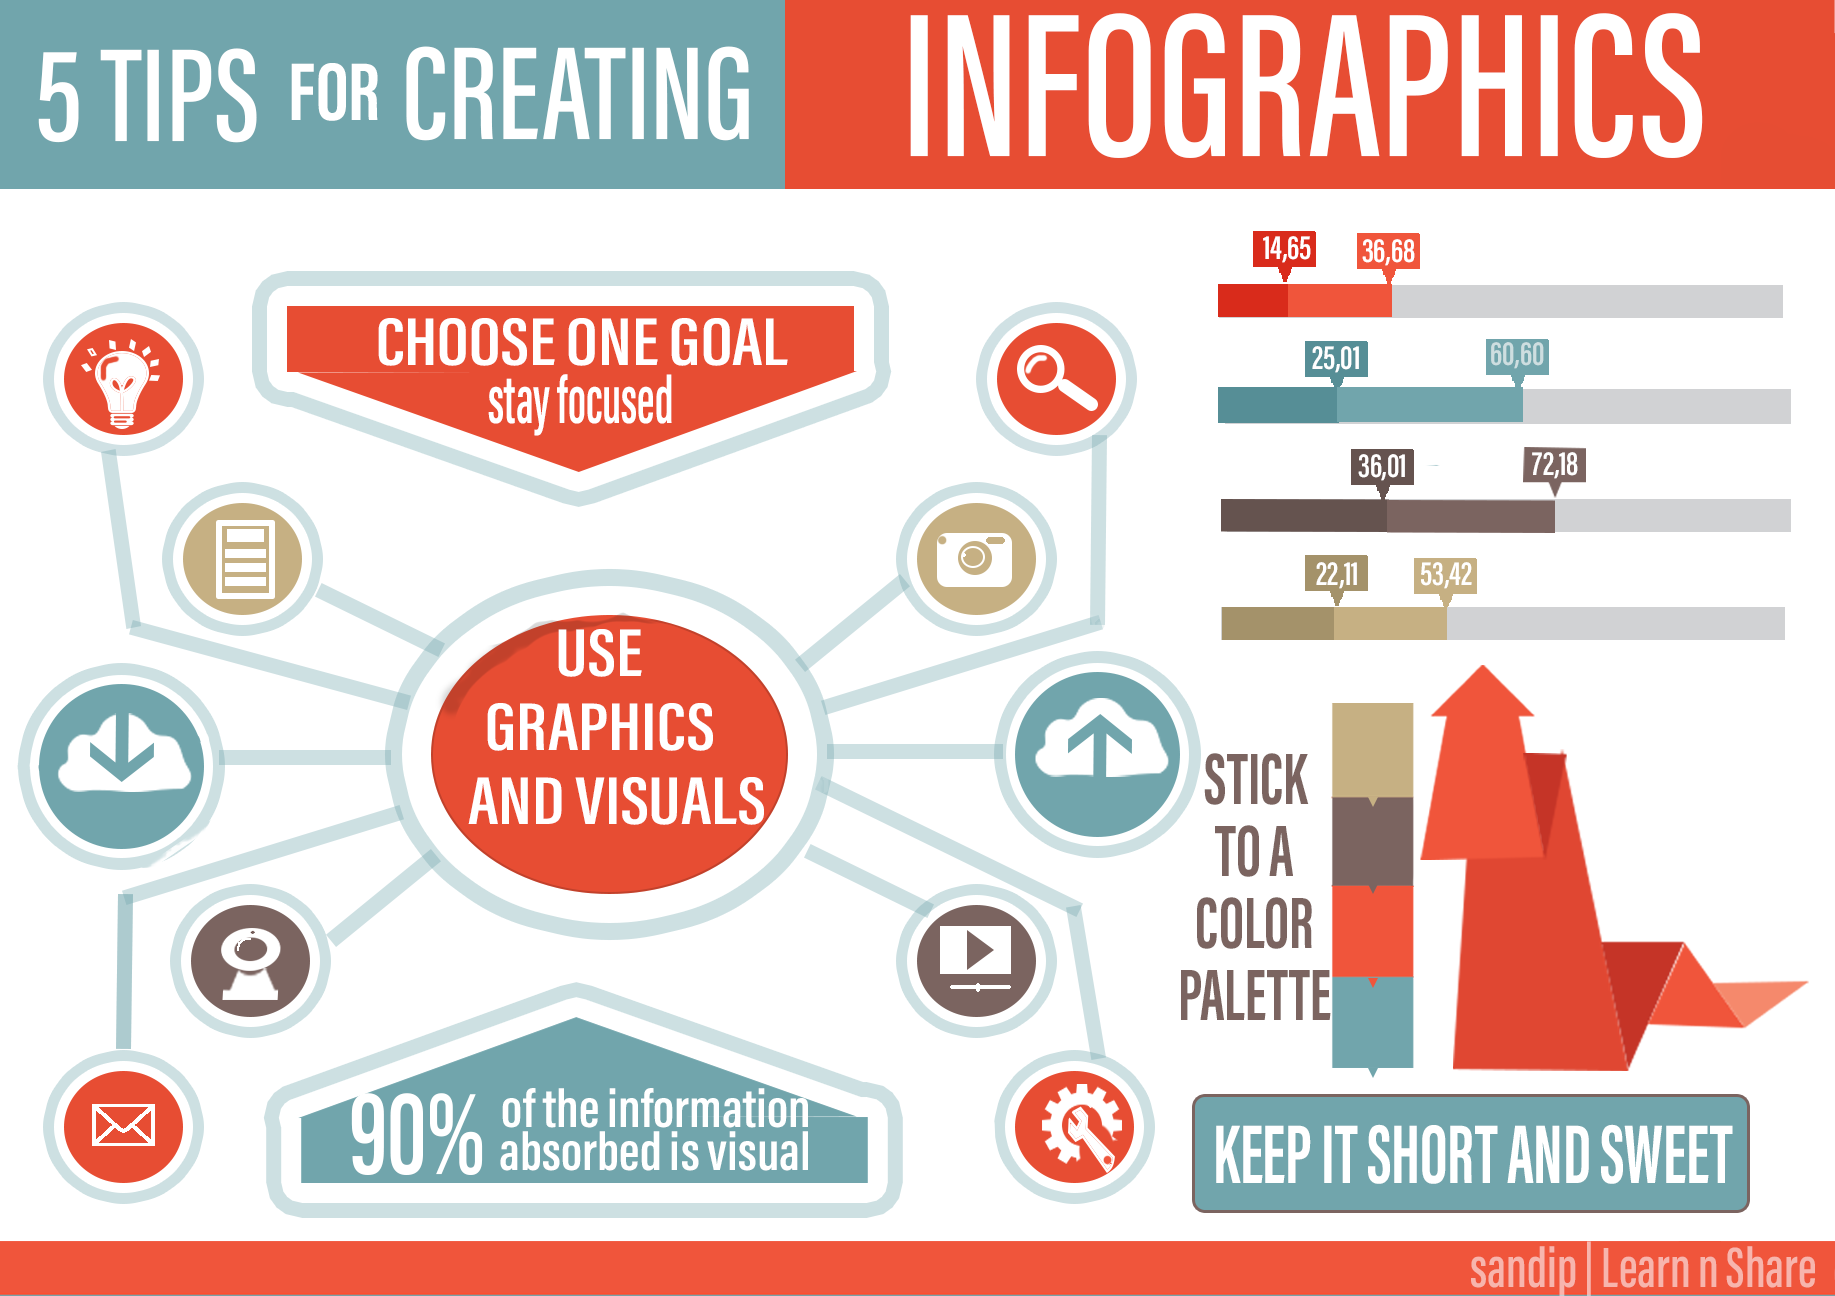 5 TIPS FOR CREATING INFOGRAPHICS
CHOOSE ONE GOAL
stay focused
14,65 36,68
25,01 60,60
36,01 72,18
22,11 53,42
USE
GRAPHICS
AND VISUALS
STICK
TO A
COLOR
PALETTE
90% of the information
absorbed is visual
KEEP IT SHORT AND SWEET
sandip | Learn n Share